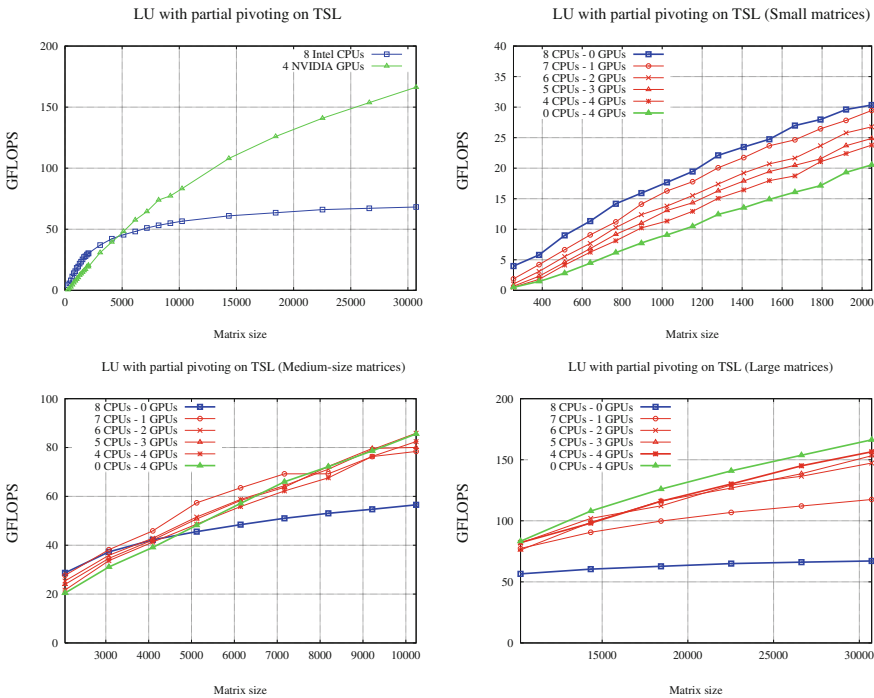 LU with partial pivoting on TSL
200
150
100
50
0
GFLOPS
8 Intel CPUs
4 NVIDIA GPUs
0 5000 10000 15000 20000 25000 30000
Matrix size
LU with partial pivoting on TSL (Small matrices)
40
35
30
25
20
15
10
5
0
GFLOPS
8 CPUs - 0 GPUs
7 CPUs - 1 GPUs
6 CPUs - 2 GPUs
5 CPUs - 3 GPUs
4 CPUs - 4 GPUs
0 CPUs - 4 GPUs
400 600 800 1000 1200 1400 1600 1800 2000
Matrix size
LU with partial pivoting on TSL (Medium-size matrices)
100
80
60
40
20
0
GFLOPS
8 CPUs - 0 GPUs
7 CPUs - 1 GPUs
6 CPUs - 2 GPUs
5 CPUs - 3 GPUs
4 CPUs - 4 GPUs
0 CPUs - 4 GPUs
3000 4000 5000 6000 7000 8000 9000 10000
Matrix size
LU with partial pivoting on TSL (Large matrices)
200
150
100
50
0
GFLOPS
8 CPUs - 0 GPUs
7 CPUs - 1 GPUs
6 CPUs - 2 GPUs
5 CPUs - 3 GPUs
4 CPUs - 4 GPUs
0 CPUs - 4 GPUs
15000 20000 25000 30000
Matrix size